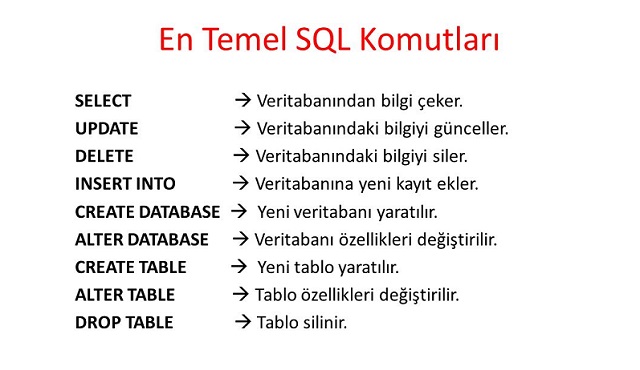 En Temel SQL Komutları
SELECT → Veritabanından bilgi çeker.
UPDATE → Veritabanındaki bilgiyi günceller.
DELETE → Veritabanındaki bilgiyi siler.
INSERT INTO → Veritabanına yeni kayıt ekler.
CREATE DATABASE → Yeni veritabanı yaratılır.
ALTER DATABASE → Veritabanı özellikleri değiştirilir.
CREATE TABLE → Yeni tablo yaratılır.
ALTER TABLE → Tablo özellikleri değiştirilir.
DROP TABLE → Tablo silinir.